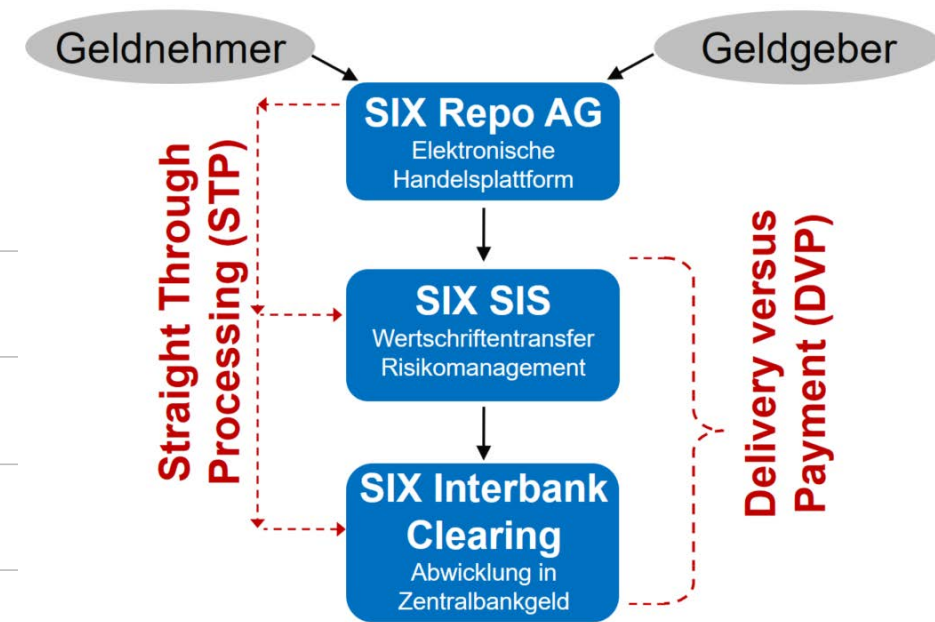 Geldnehmer
Geldgeber
SIX Repo AG
Elektronische
Handelsplattform
Straight Through
Processing (STP)
SIX SIS
Wertschriftentransfer
Risikomanagement
Delivery versus
Payment (DVP)
SIX Interbank
Clearing
Abwicklung in
Zentralbankgeld